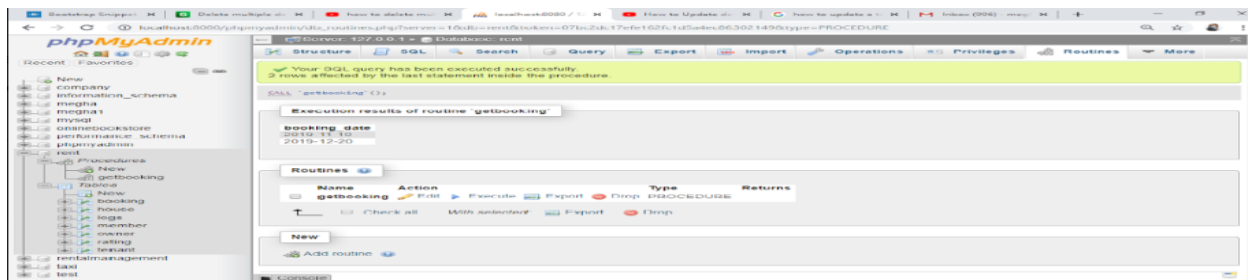 Bootstrap Snippet
Delete multiple
how to delete mul
localhost:8080 / 1
How to Update
how to update
Inbox (996)
localhost:8080/phpmyadmin/db_routines.php?server=1&db=rent
type=PROCEDURE
phpMyAdmin
Recent Favorites
New
company
information_schema
megha
megha1
mysql
onlinebookstore
performance_schema
phpmyadmin
rent
Procedures
New
getbooking
Tables
New
booking
house
logs
member
owner
rating
tenant
rentalmanagement
taxi
test
Server: 127.0.0.1 » Database: rent
Structure SQL Search Query Export Import Operations Privileges Routines More
Your SQL query has been executed successfully.
2 rows affected by the last statement inside the procedure.
CALL `getbooking`();
Execution results of routine `getbooking`
booking_date
2019-11-19
2019-12-20
Routines
Name Action Type Returns
getbooking Edit Execute Export Drop PROCEDURE
Check all With selected: Export Drop
New
Add routine
Console